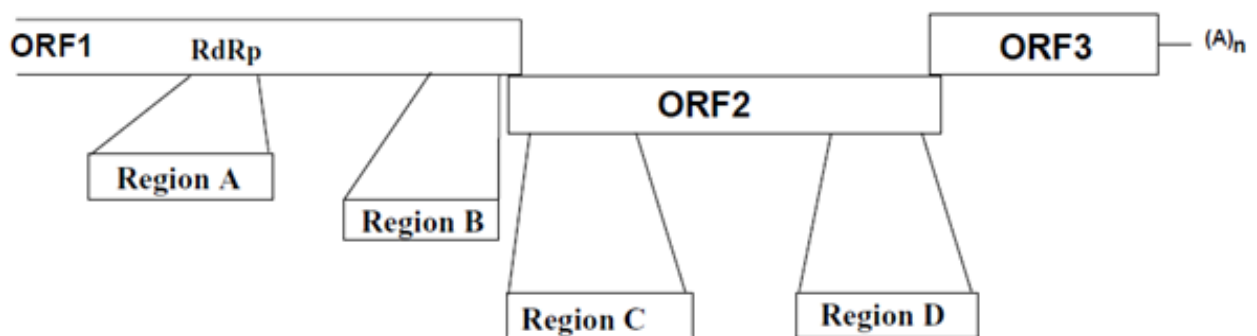 ORF1
RdRp
ORF3
(A)n
ORF2
Region A
Region B
Region C
Region D